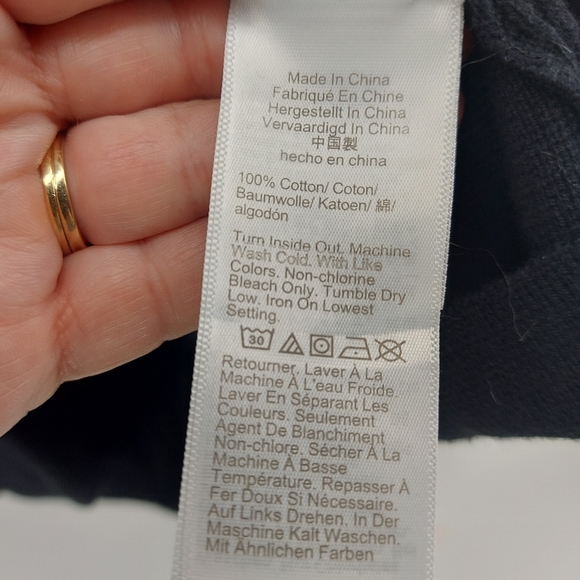 Made In China
Fabriqué En Chine
Hergestellt In China
Vervaardigd In China
中国製
hecho en china
100% Cotton/ Coton/
Baumwolle/ Katoen/ 綿/
algodón
Turn Inside Out. Machine
Wash Cold. With Like
Colors. Non-chlorine
Bleach Only. Tumble Dry
Low. Iron On Lowest
Setting.
30
Retourner. Laver À La
Machine À L'eau Froide.
Laver En Séparant Les
Couleurs. Seulement
Agent De Blanchiment
Non-chlore. Sécher À La
Machine À Basse
Température. Repasser À
Fer Doux Si Nécessaire.
Auf Links Drehen. In Der
Maschine Kalt Waschen.
Mit Ähnlichen Farben